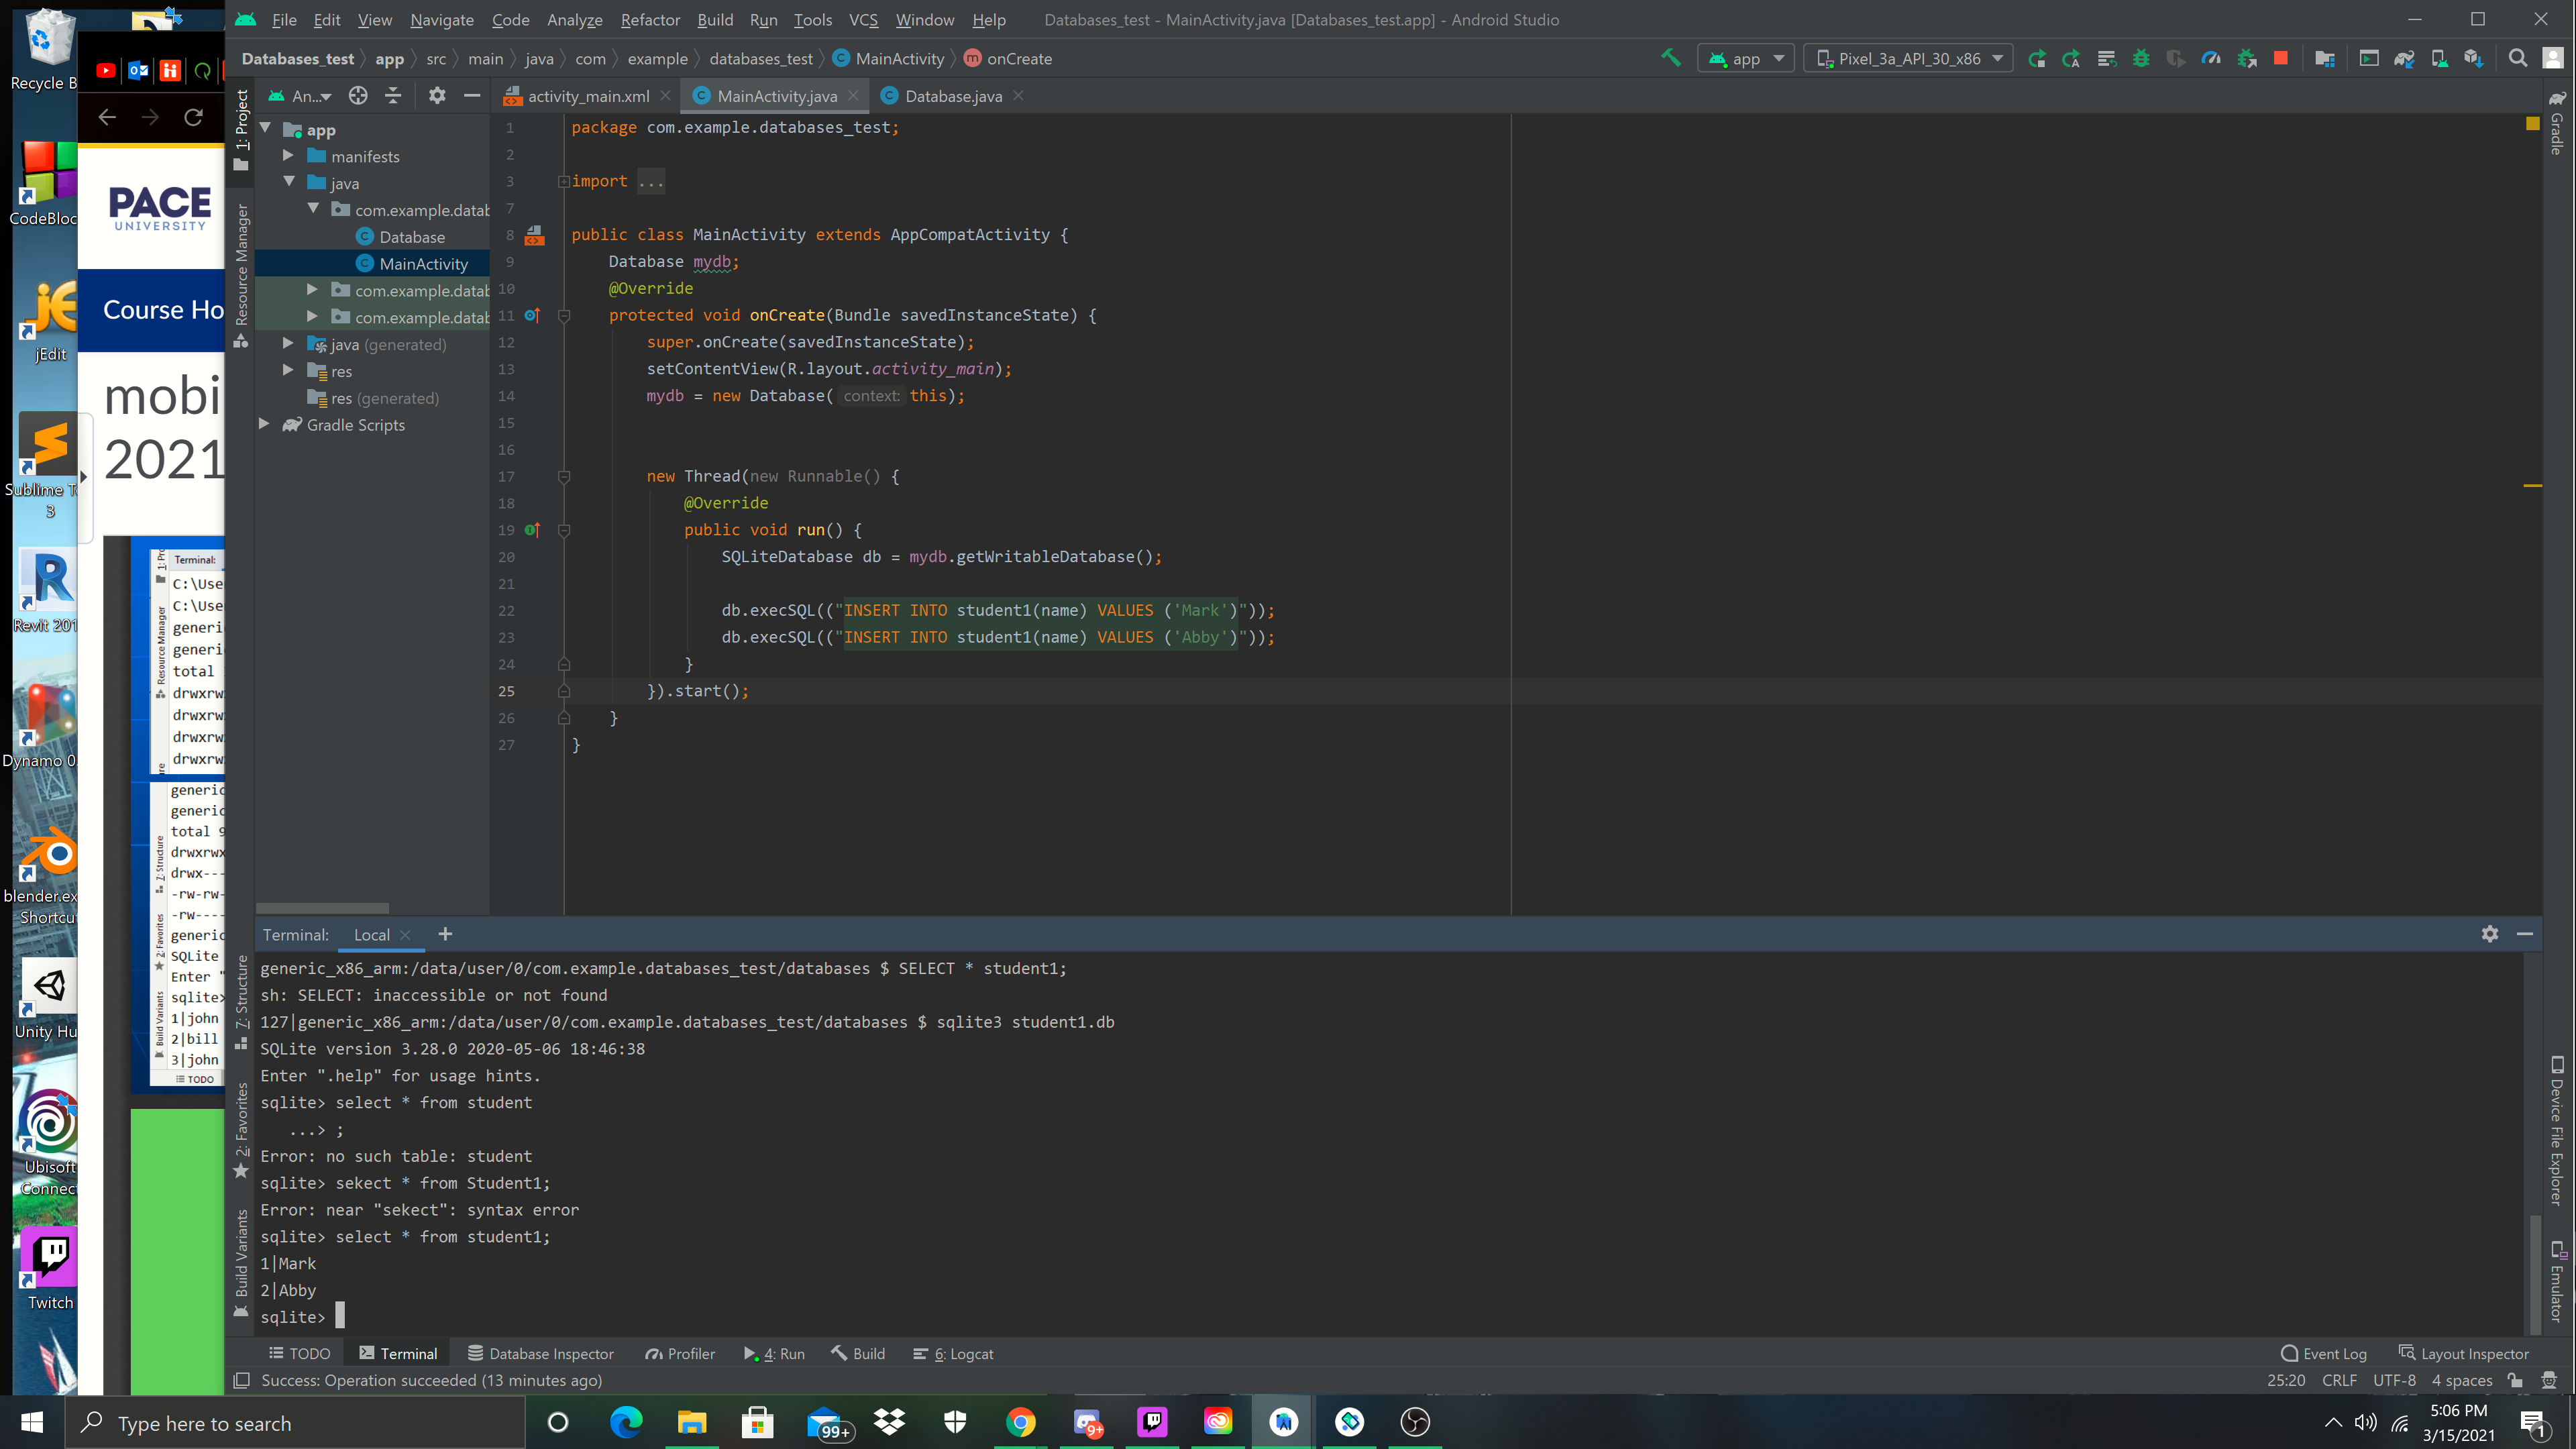 File Edit View Navigate Code Analyze Refactor Build Run Tools VCS Window Help Databases_test - MainActivity.java [Databases_test.app] - Android Studio
Databases_test app src main java com example databases_test MainActivity onCreate app Pixel_3a_API_30_x86
An...
activity_main.xml MainActivity.java Database.java
1: Project
Resource Manager
7: Structure
2: Favorites
Build Variants
app
manifests
java
com.example.datab
Database
MainActivity
com.example.datab
com.example.datab
java (generated)
res
res (generated)
Gradle Scripts
1 package com.example.databases_test;
2
3 import ...
7
8 public class MainActivity extends AppCompatActivity {
9 Database mydb;
10 @Override
11 protected void onCreate(Bundle savedInstanceState) {
12 super.onCreate(savedInstanceState);
13 setContentView(R.layout.activity_main);
14 mydb = new Database( context: this);
15
16
17 new Thread(new Runnable() {
18 @Override
19 public void run() {
20 SQLiteDatabase db = mydb.getWritableDatabase();
21
22 db.execSQL(("INSERT INTO student1(name) VALUES ('Mark')"));
23 db.execSQL(("INSERT INTO student1(name) VALUES ('Abby')"));
24 }
25 }).start();
26 }
27 }
Gradle
Device File Explorer
Emulator
Terminal: Local
generic_x86_arm:/data/user/0/com.example.databases_test/databases $ SELECT * student1;
sh: SELECT: inaccessible or not found
127|generic_x86_arm:/data/user/0/com.example.databases_test/databases $ sqlite3 student1.db
SQLite version 3.28.0 2020-05-06 18:46:38
Enter ".help" for usage hints.
sqlite> select * from student
...> ;
Error: no such table: student
sqlite> sekect * from Student1;
Error: near "sekect": syntax error
sqlite> select * from student1;
1|Mark
2|Abby
sqlite>
TODO Terminal Database Inspector Profiler 4: Run Build 6: Logcat Event Log Layout Inspector
Success: Operation succeeded (13 minutes ago) 25:20 CRLF UTF-8 4 spaces
Recycle B
CodeBloc
jEdit
Sublime T
3
Revit 201
Dynamo 0.
blender.ex
Shortcu
Unity Hu
Ubisoft
Connec
Twitch
PACE
UNIVERSITY
Course Ho
mobi
2021
Terminal:
C:\Use
C:\Use
generi
generi
total
drwxrw
drwxrw
drwxrw
drwxrw
Resource Manager
generic
generic
total 9
drwxrwx
drwx---
-rw-rw-
-rw----
generic
SQLite
Enter "
sqlite>
1|john
2|bill
3|john
TODO
7: Structure
2: Favorites
Build Variants
Type here to search
99+
9+
5:06 PM
3/15/2021
1